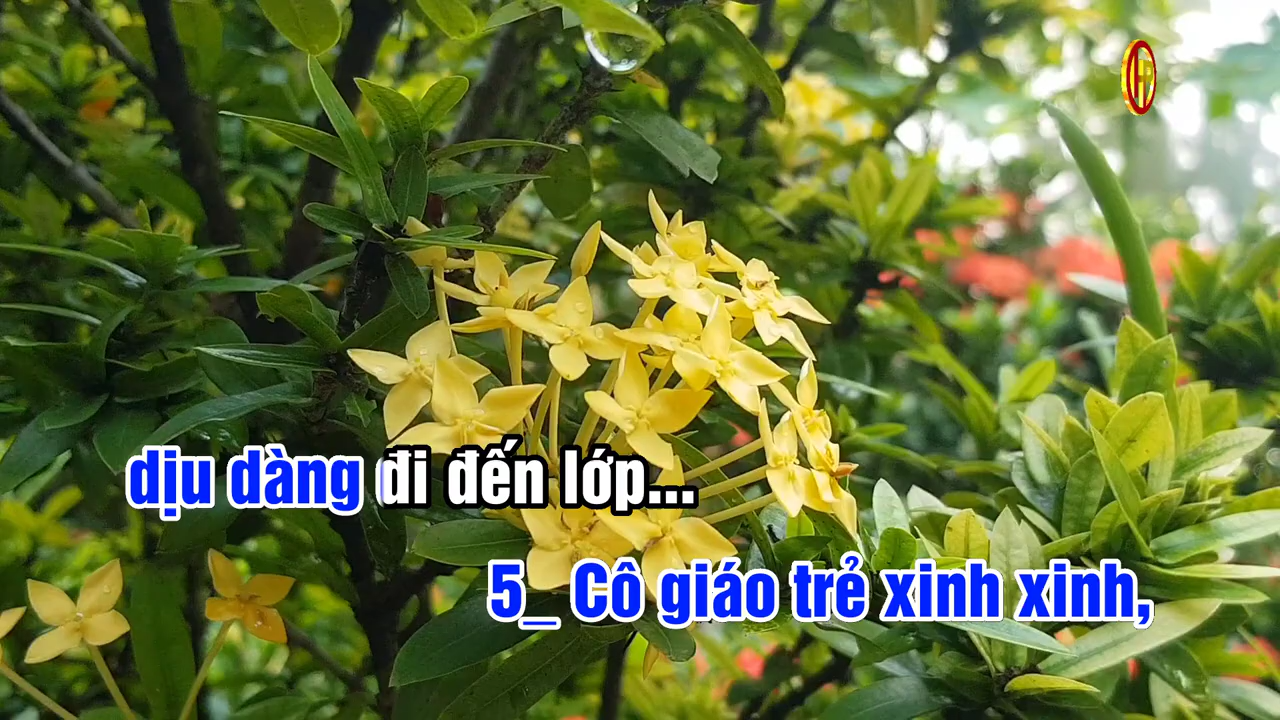 dịu dàng đi đến lớp...
5_ Cô giáo trẻ xinh xinh,